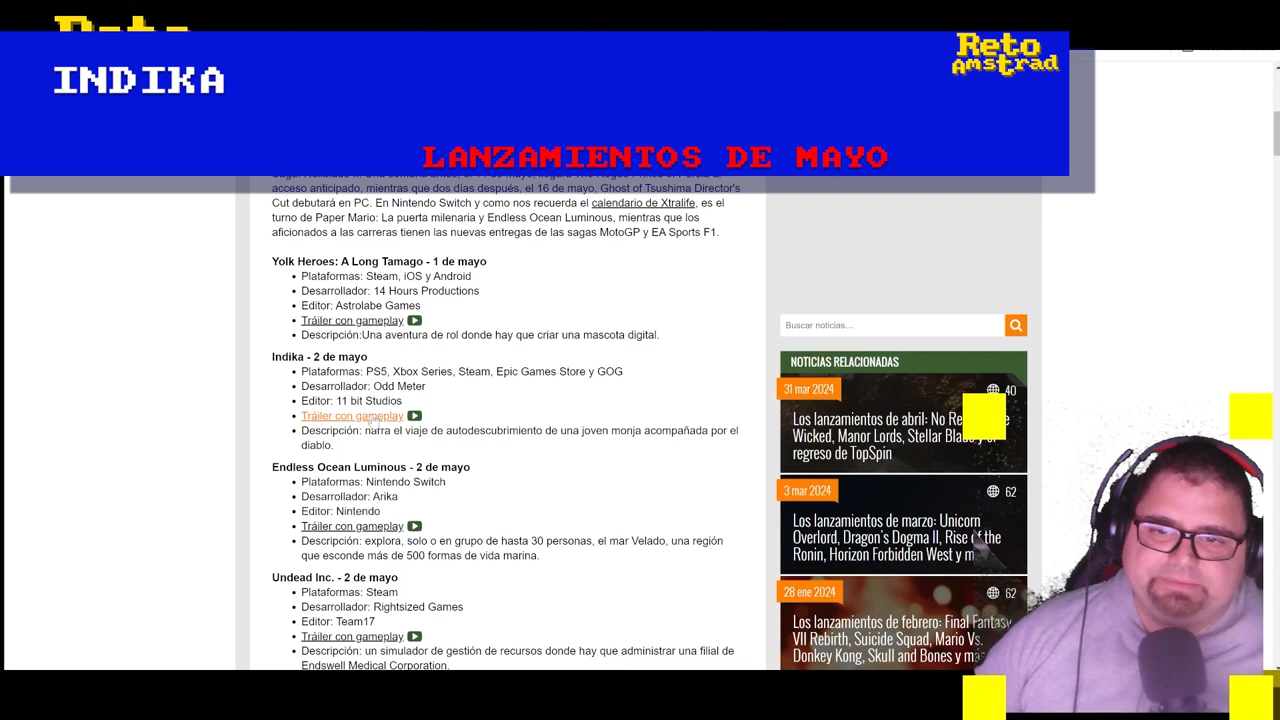 Reto
INDIKA
Reto
Amstrad
LANZAMIENTOS DE MAYO
acceso anticipado, mientras que dos días después, el 16 de mayo, Ghost of Tsushima Director's
Cut debutará en PC. En Nintendo Switch y como nos recuerda el calendario de Xtralife, es el
turno de Paper Mario: La puerta milenaria y Endless Ocean Luminous, mientras que los
aficionados a las carreras tienen las nuevas entregas de las sagas MotoGP y EA Sports F1.
Yolk Heroes: A Long Tamago - 1 de mayo
• Plataformas: Steam, iOS y Android
• Desarrollador: 14 Hours Productions
• Editor: Astrolabe Games
• Tráiler con gameplay
• Descripción:Una aventura de rol donde hay que criar una mascota digital.
Indika - 2 de mayo
• Plataformas: PS5, Xbox Series, Steam, Epic Games Store y GOG
• Desarrollador: Odd Meter
• Editor: 11 bit Studios
• Tráiler con gameplay
• Descripción: narra el viaje de autodescubrimiento de una joven monja acompañada por el
diablo.
Endless Ocean Luminous - 2 de mayo
• Plataformas: Nintendo Switch
• Desarrollador: Arika
• Editor: Nintendo
• Tráiler con gameplay
• Descripción: explora, solo o en grupo de hasta 30 personas, el mar Velado, una región
que esconde más de 500 formas de vida marina.
Undead Inc. - 2 de mayo
• Plataformas: Steam
• Desarrollador: Rightsized Games
• Editor: Team17
• Tráiler con gameplay
• Descripción: un simulador de gestión de recursos donde hay que administrar una filial de
Endswell Medical Corporation.
Buscar noticias...
NOTICIAS RELACIONADAS
31 mar 2024
40
Los lanzamientos de abril: No Re
Wicked, Manor Lords, Stellar Blade y el
regreso de TopSpin
3 mar 2024
62
Los lanzamientos de marzo: Unicorn
Overlord, Dragon's Dogma II, Rise of the
Ronin, Horizon Forbidden West y m
28 ene 2024
62
Los lanzamientos de febrero: Final Fantasy
VII Rebirth, Suicide Squad, Mario Vs.
Donkey Kong, Skull and Bones y m